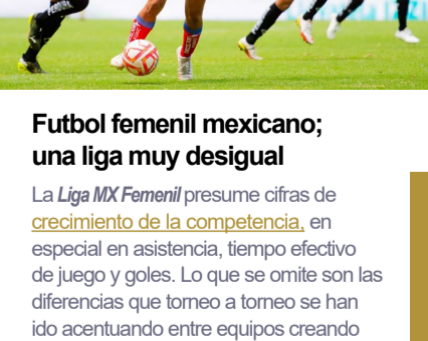 Futbol femenil mexicano;
una liga muy desigual
La Liga MX Femenil presume cifras de
crecimiento de la competencia, en
especial en asistencia, tiempo efectivo
de juego y goles. Lo que se omite son las
diferencias que torneo a torneo se han
ido acentuando entre equipos creando